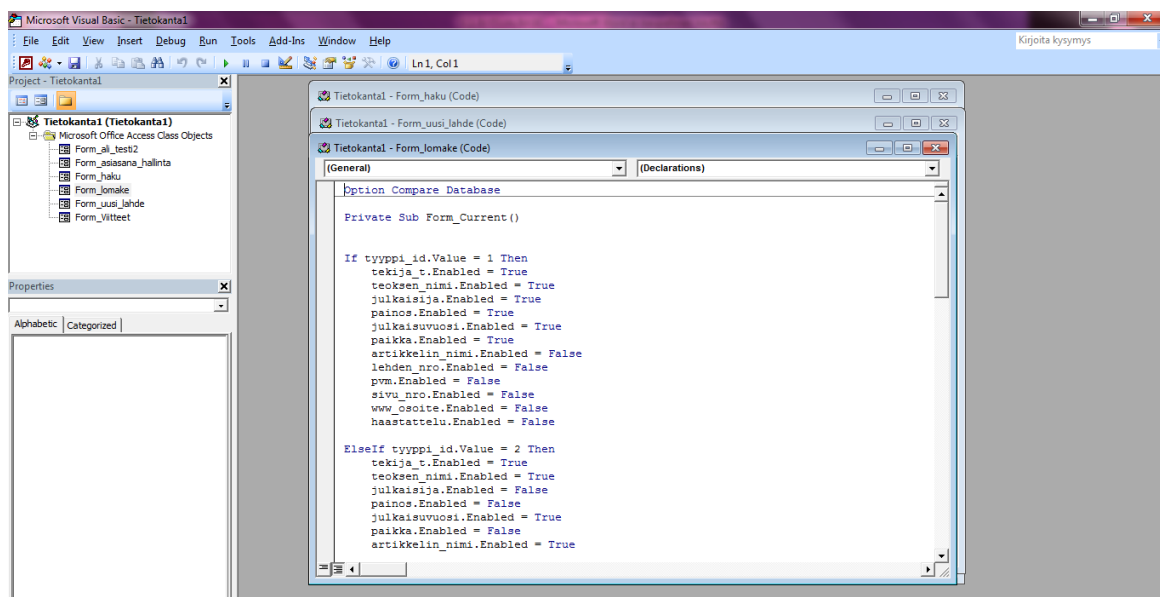 Microsoft Visual Basic - Tietokanta1
File Edit View Insert Debug Run Tools Add-Ins Window Help
Kirjoita kysymys
Ln 1, Col 1
Project - Tietokanta1
Tietokanta1 (Tietokanta1)
Microsoft Office Access Class Objects
Form_ali_testi2
Form_asiasana_hallinta
Form_haku
Form_lomake
Form_uusi_lahde
Form_Viitteet
Properties
Alphabetic Categorized
Tietokanta1 - Form_haku (Code)
Tietokanta1 - Form_uusi_lahde (Code)
Tietokanta1 - Form_lomake (Code)
(General) (Declarations)
Option Compare Database
Private Sub Form_Current()
If tyyppi_id.Value = 1 Then
tekija_t.Enabled = True
teoksen_nimi.Enabled = True
julkaisija.Enabled = True
painos.Enabled = True
julkaisuvuosi.Enabled = True
paikka.Enabled = True
artikkelin_nimi.Enabled = False
lehden_nro.Enabled = False
pvm.Enabled = False
sivu_nro.Enabled = False
www_osoite.Enabled = False
haastattelu.Enabled = False
ElseIf tyyppi_id.Value = 2 Then
tekija_t.Enabled = True
teoksen_nimi.Enabled = True
julkaisija.Enabled = False
painos.Enabled = False
julkaisuvuosi.Enabled = True
paikka.Enabled = False
artikkelin_nimi.Enabled = True